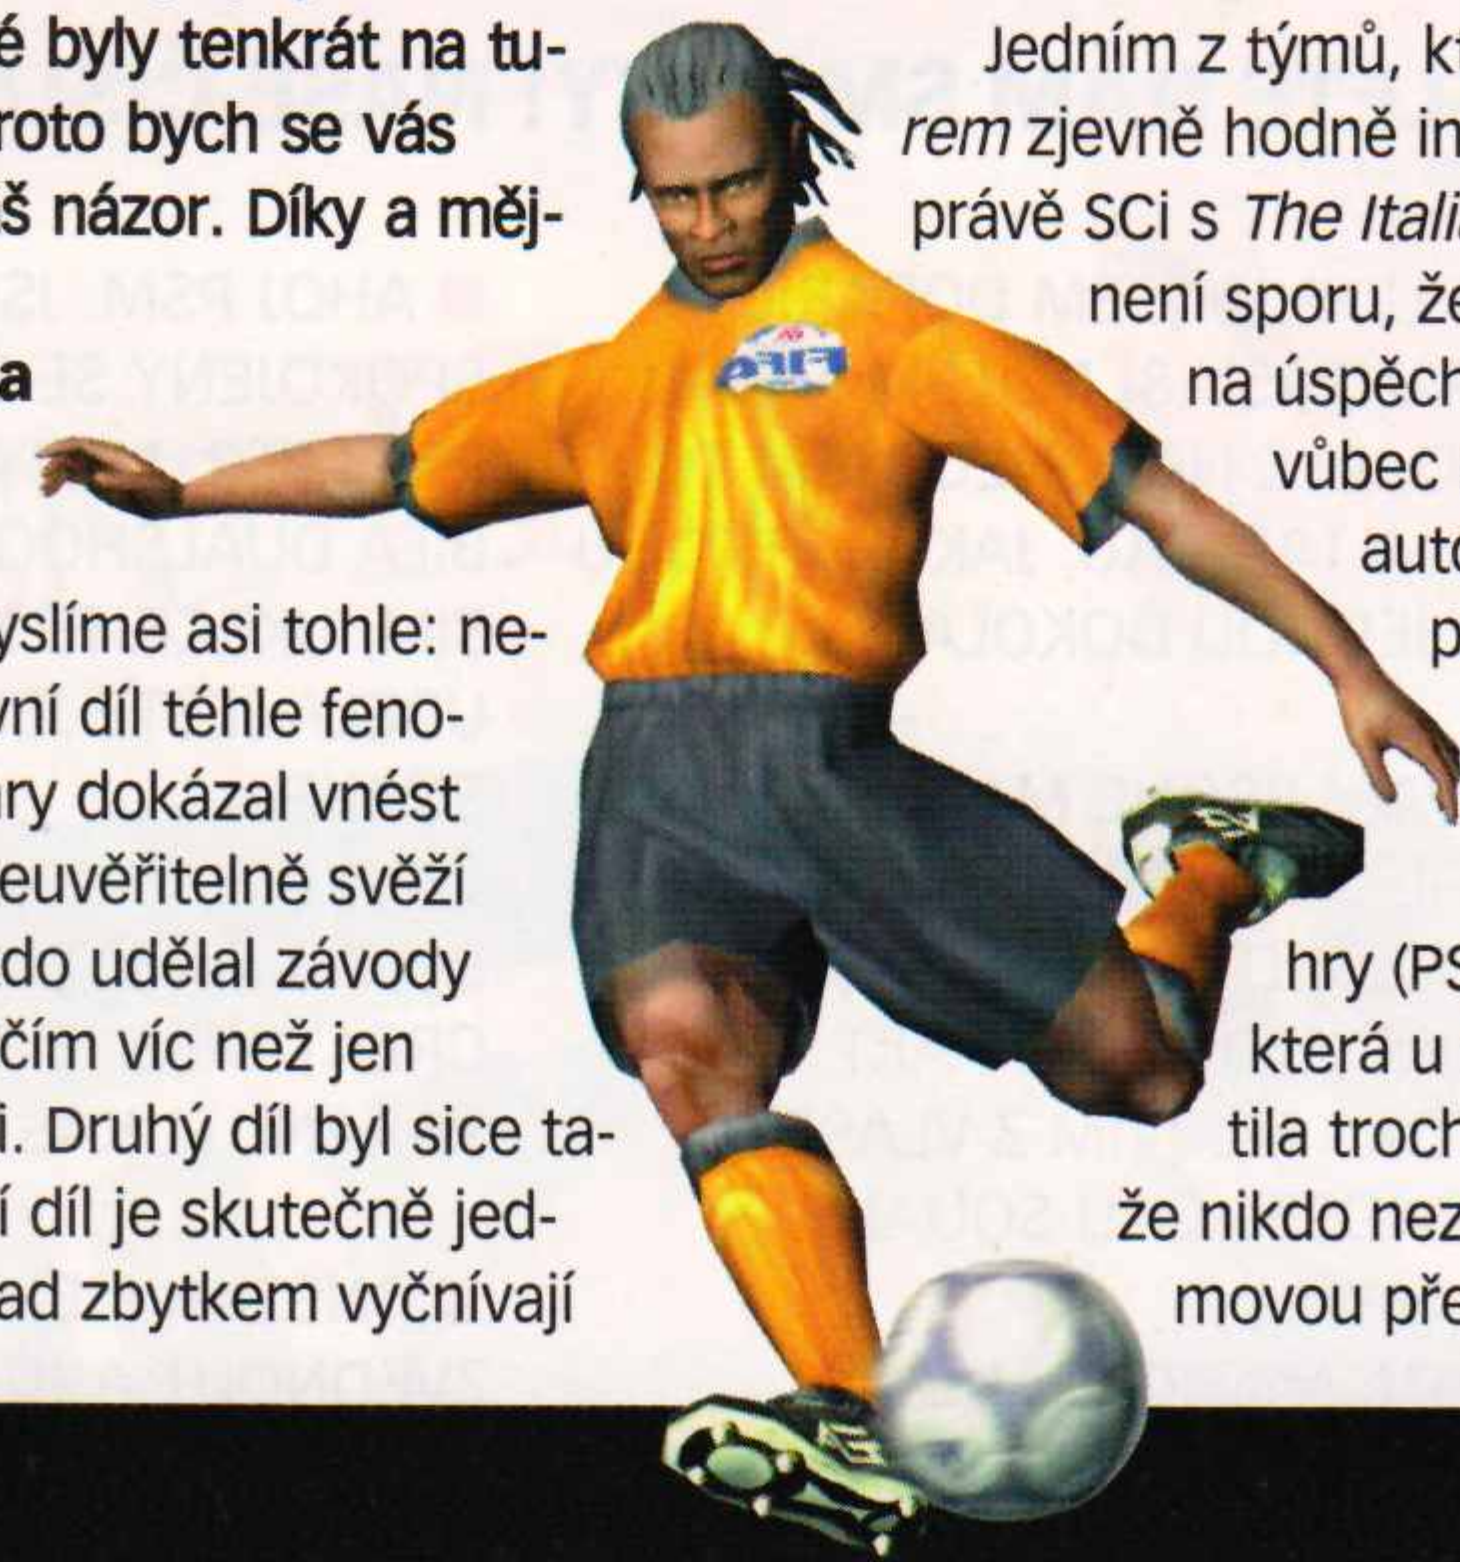 é byly tenkrát na tu-
roto bych se vás
š názor. Díky a měj-
a
yslíme asi tohle: ne-
vní díl téhle feno-
ry dokázal vnést
euvěřitelně svěží
do udělal závody
čím víc než jen
i. Druhý díl byl sice ta-
í díl je skutečně jed-
ad zbytkem vyčnívají
FIFA
Jedním z týmů, kt
rem zjevně hodně in
právě SCi s The Itali
není sporu, že
na úspěch
vůbec
auto
p
hry (PS
která u
tila troch
že nikdo nez
movou pře